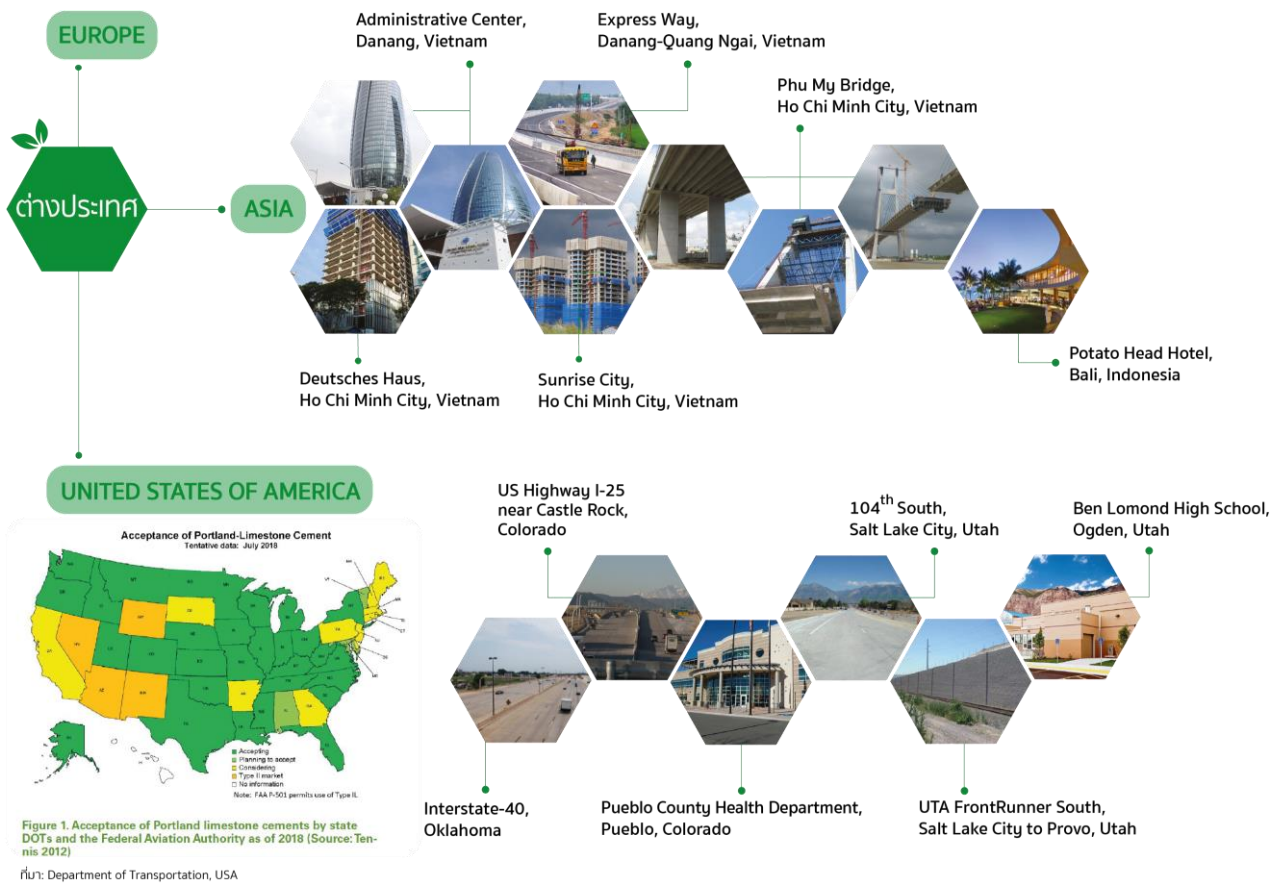 EUROPE
ต่างประเทศ
ASIA
Administrative Center,
Danang, Vietnam
Express Way,
Danang-Quang Ngai, Vietnam
Phu My Bridge,
Ho Chi Minh City, Vietnam
Deutsches Haus,
Ho Chi Minh City, Vietnam
Sunrise City,
Ho Chi Minh City, Vietnam
Potato Head Hotel,
Bali, Indonesia
UNITED STATES OF AMERICA
Acceptance of Portland-Limestone Cement
Tentative data: July 2018
Accepting
Planning to accept
Considering
Type II market
No information
Note: FAA P-501 permits use of Type IL
Figure 1. Acceptance of Portland limestone cements by state
DOTs and the Federal Aviation Authority as of 2018 (Source: Ten-
nis 2012)
ที่มา: Department of Transportation, USA
US Highway I-25
near Castle Rock,
Colorado
104th South,
Salt Lake City, Utah
Ben Lomond High School,
Ogden, Utah
Interstate-40,
Oklahoma
Pueblo County Health Department,
Pueblo, Colorado
UTA FrontRunner South,
Salt Lake City to Provo, Utah